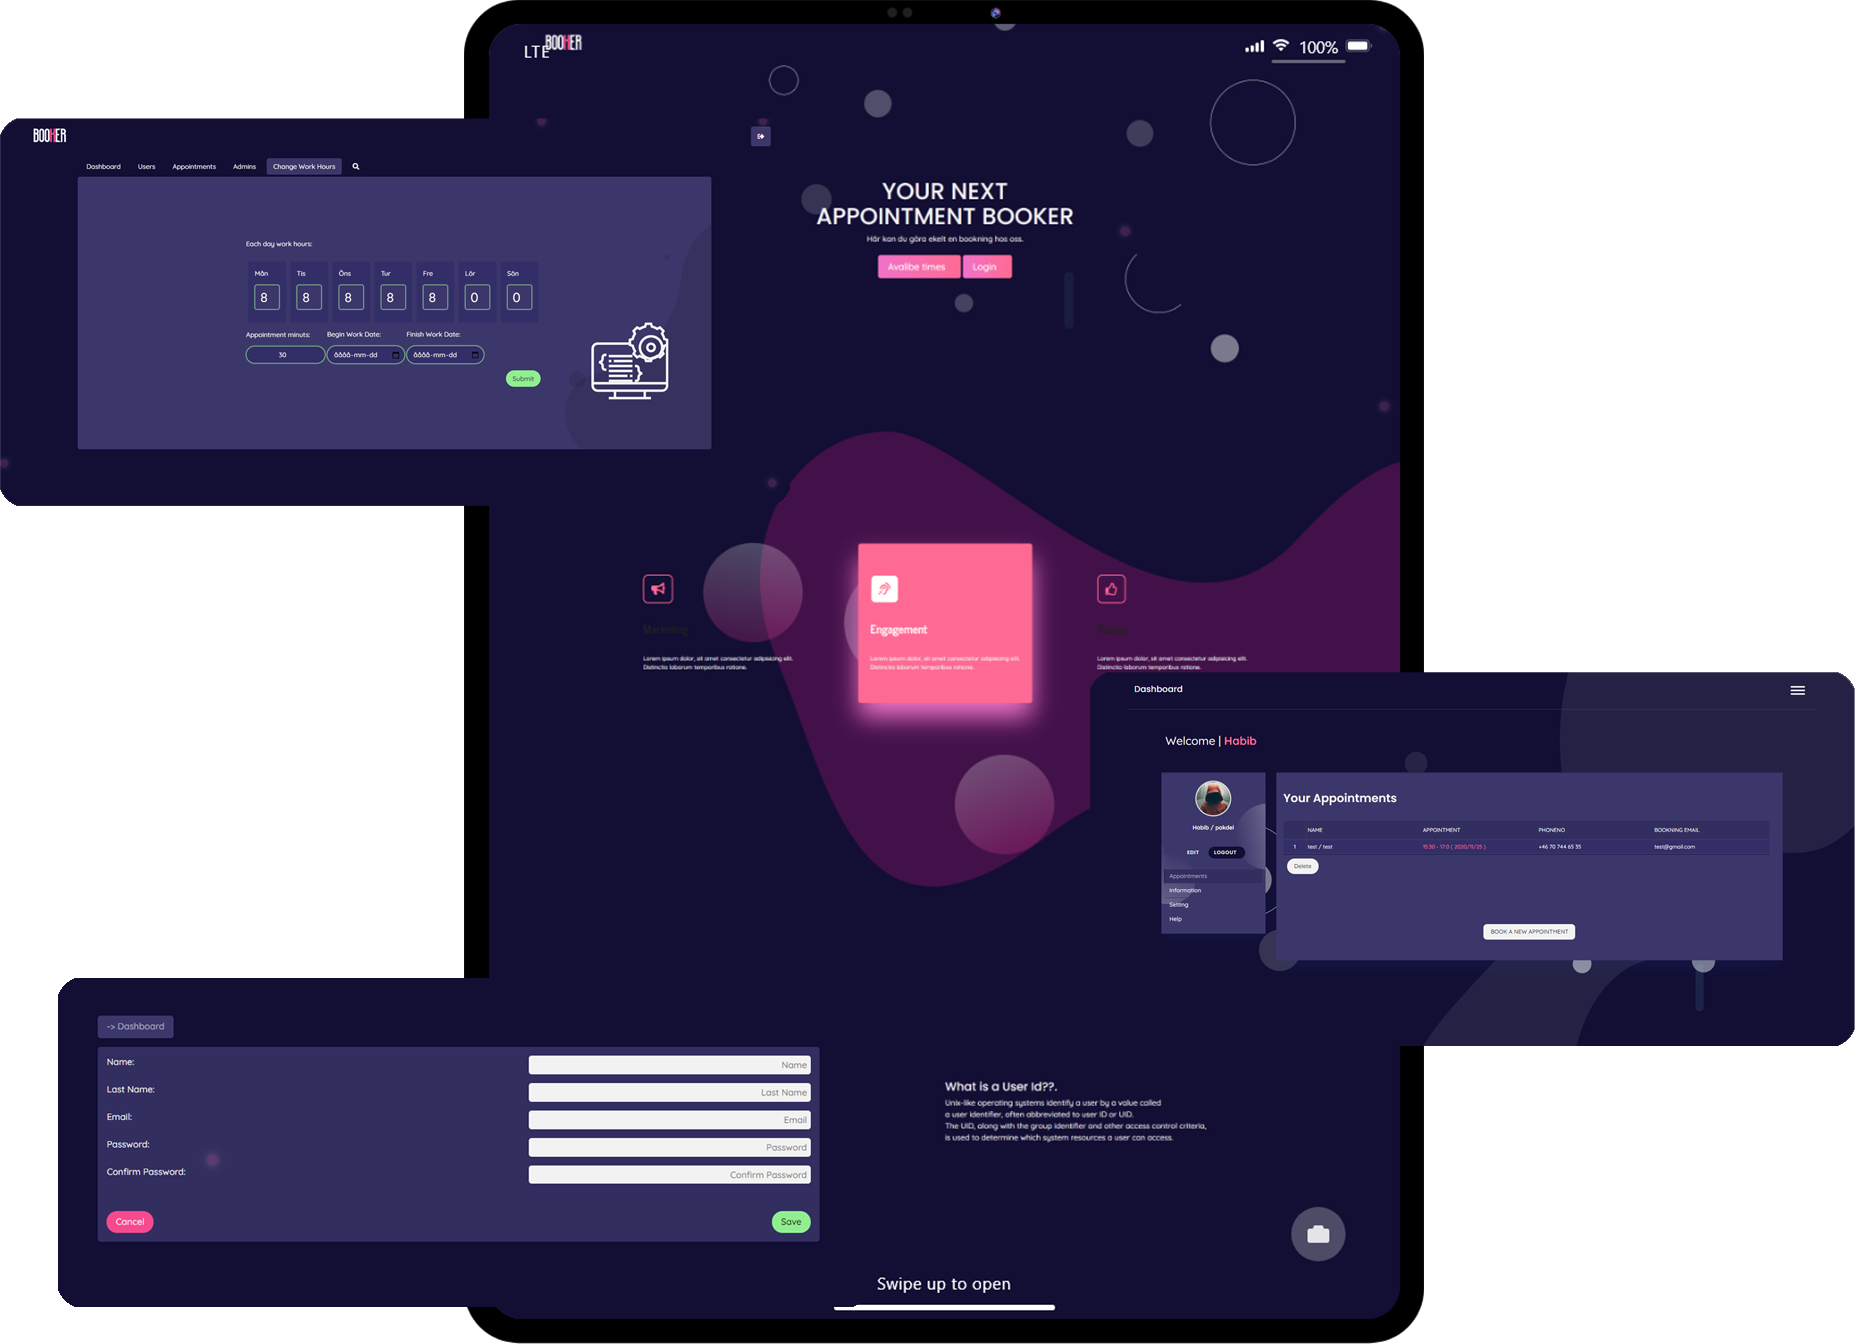 LTE
BOOKER
100%
YOUR NEXT
APPOINTMENT BOOKER
Här kan du göra ekelt en bookning hos oss.
Avalibe times
Login
BOOKER
Dashboard
Users
Appointments
Admins
Change Work Hours
Each day work hours:
Mån Tis Ons Tur Fre Lör Sön
8 8 8 8 8 0 0
Appointment minuts: Begin Work Date: Finish Work Date:
30 åååå-mm-dd åååå-mm-dd
Submit
Marketing
Lorem ipsum dolor, sit amet consectetur adipisicing elit.
Distinctio laborum temporibus ratione.
Engagement
Lorem ipsum dolor, sit amet consectetur adipisicing elit.
Distinctio laborum temporibus ratione.
Lorem ipsum dolor, sit amet consectetur adipisicing elit.
Distinctio laborum temporibus ratione.
Dashboard
Welcome | Habib
Habib / pakdel
EDIT LOGOUT
Appointments
Information
Setting
Help
Your Appointments
NAME APPOINTMENT PHONENO BOOKNING EMAIL
1 test / test 15:30 - 17:0 ( 2020/11/25 ) +46 70 744 65 35 test@gmail.com
Delete
BOOK A NEW APPOINTMENT
-> Dashboard
Name: Name
Last Name: Last Name
Email: Email
Password: Password
Confirm Password: Confirm Password
Cancel
Save
What is a User Id??.
Unix-like operating systems identify a user by a value called
a user identifier, often abbreviated to user ID or UID.
The UID, along with the group identifier and other access control criteria,
is used to determine which system resources a user can access.
Swipe up to open